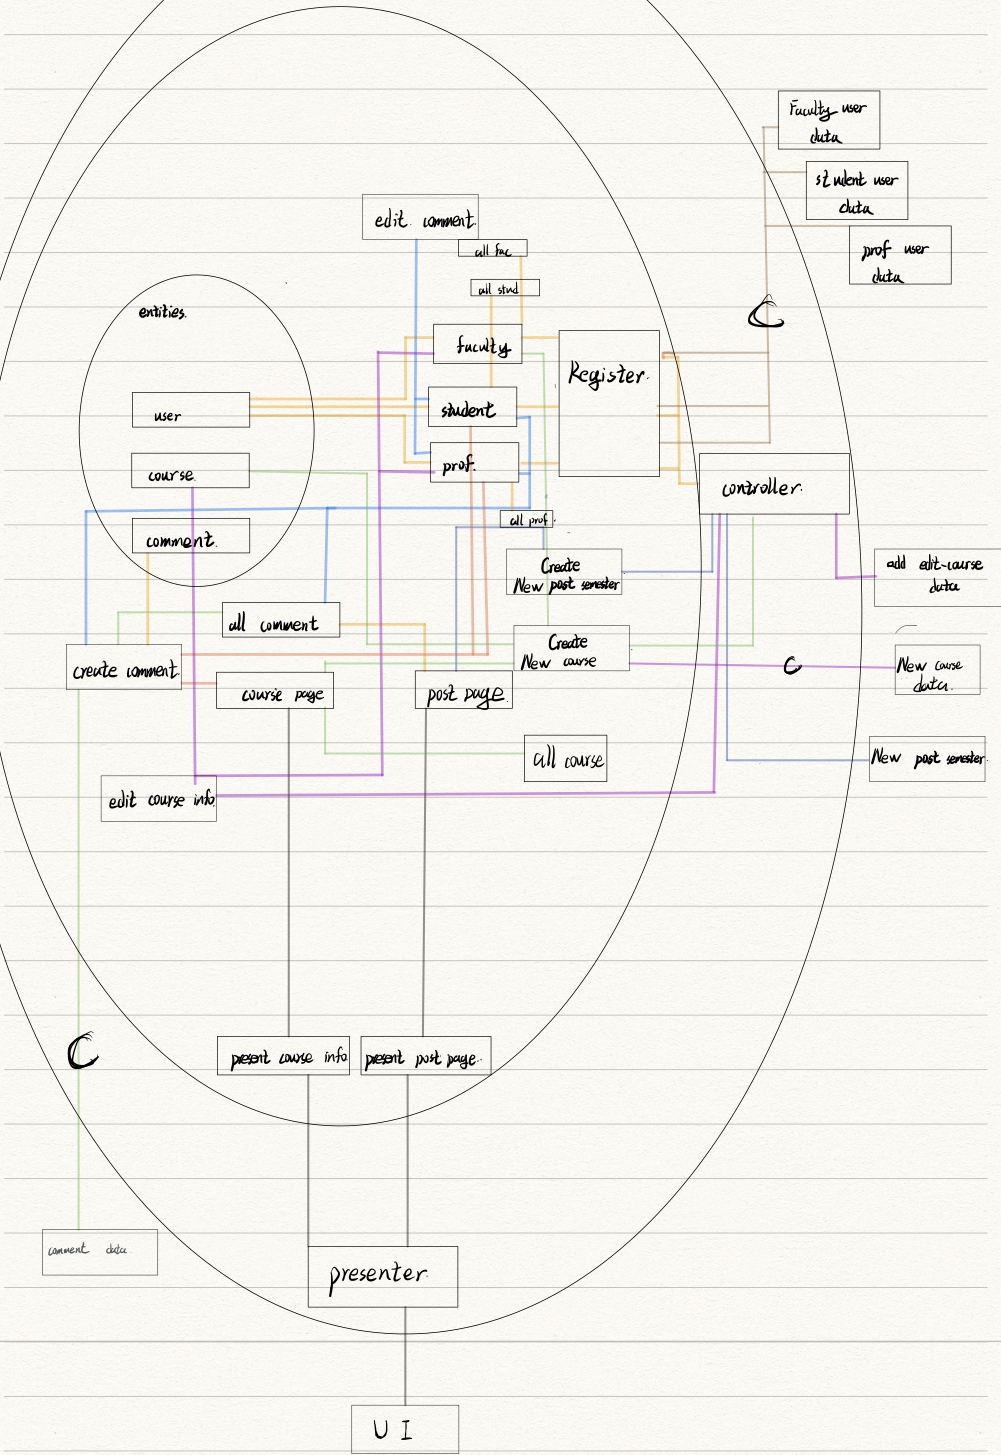 Faculty user
data
student user
data
prof user
data
edit comment
all fac
all stud
entities.
faculty
Register.
user
student
course
prof.
controller.
comment.
all prof.
Create
New post semester
add edit-course
data
all comment
Create
New course
create comment
course page
post page
New course
data.
all course
New post semester
edit course info.
C
C
C
present course info
present post page.
comment data
presenter.
UI